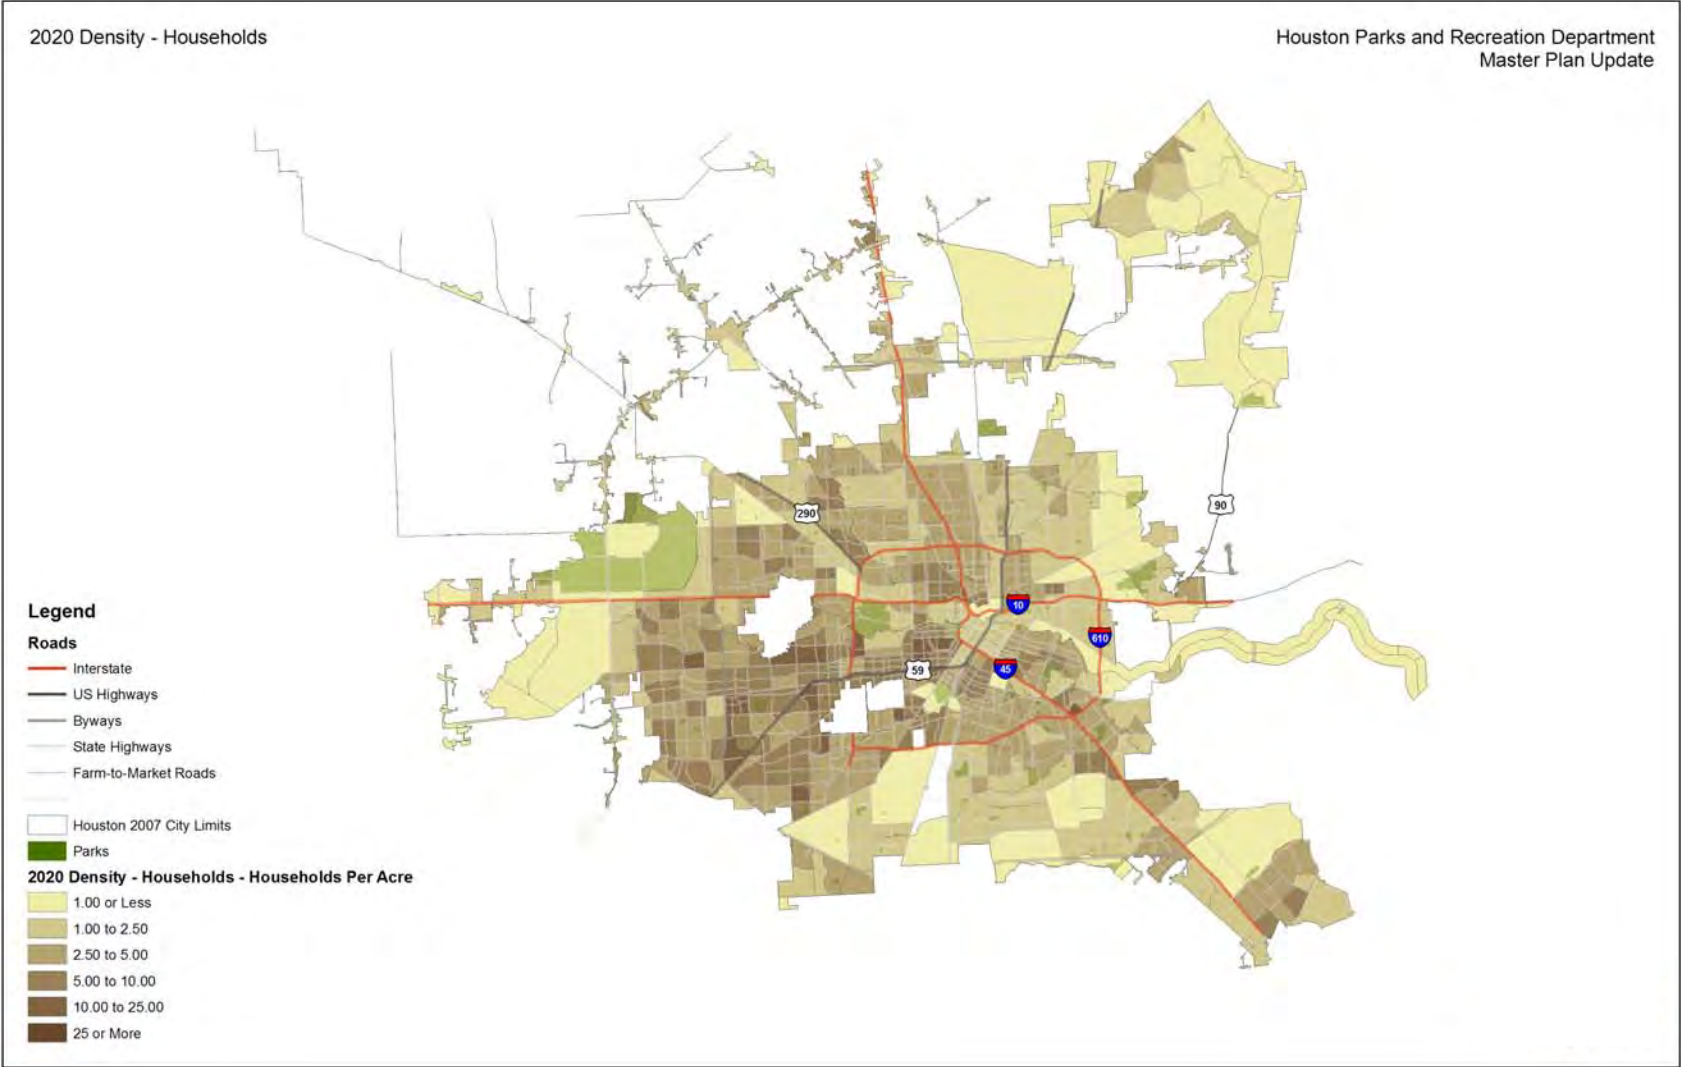 2020 Density - Households
Houston Parks and Recreation Department
Master Plan Update
290
90
10
610
59
45
Legend
Roads
Interstate
US Highways
Byways
State Highways
Farm-to-Market Roads
Houston 2007 City Limits
Parks
2020 Density - Households - Households Per Acre
1.00 or Less
1.00 to 2.50
2.50 to 5.00
5.00 to 10.00
10.00 to 25.00
25 or More